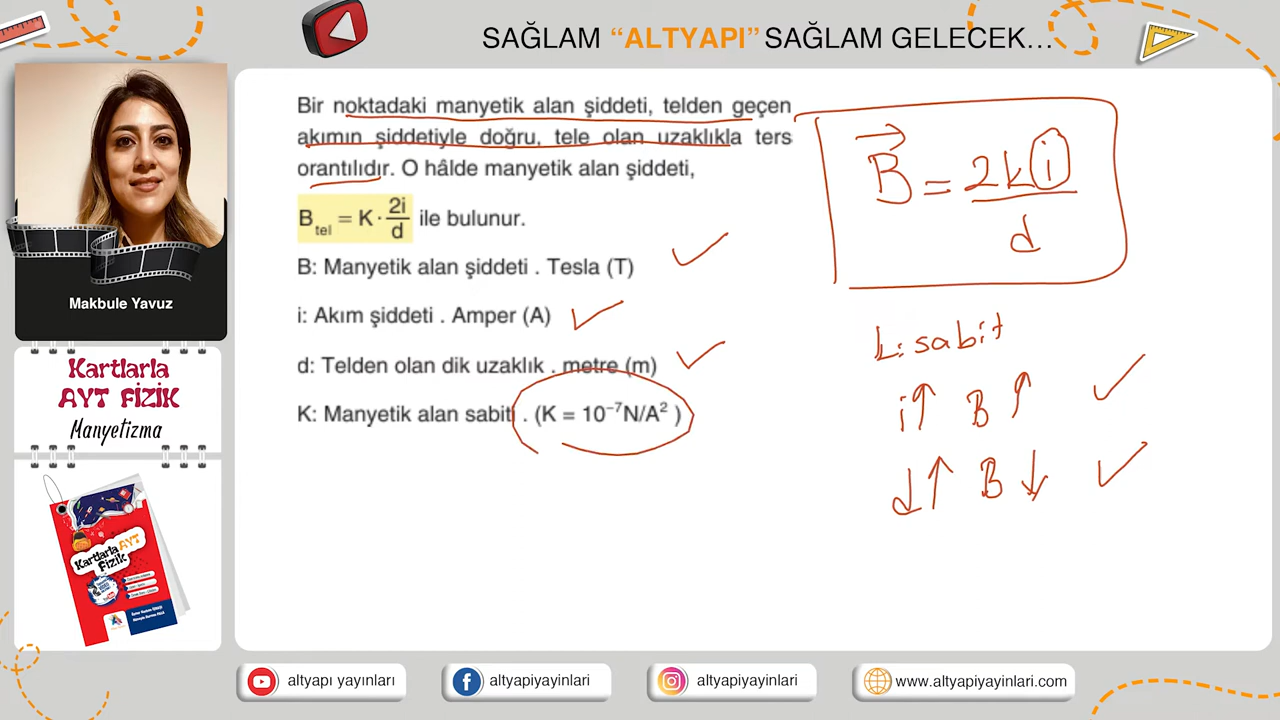 SAĞLAM “ALTYAPI” SAĞLAM GELECEK...
Bir noktadaki manyetik alan şiddeti, telden geçen
akımın şiddetiyle doğru, tele olan uzaklıkla ters
orantılıdır. O hâlde manyetik alan şiddeti,
B tel = K · 2i/d ile bulunur.
B: Manyetik alan şiddeti . Tesla (T)
i: Akım şiddeti . Amper (A)
d: Telden olan dik uzaklık . metre (m)
K: Manyetik alan sabiti . (K = 10⁻⁷N/A² )
B = 2ki
d
k: sabit
i↑ B↑
d↑ B↓
Makbule Yavuz
Kartlarla
AYT FİZİK
Manyetizma
Kartlarla AYT
Fizik
altyapı yayınları
altyapiyayinlari
altyapiyayinlari
www.altyapiyayinlari.com